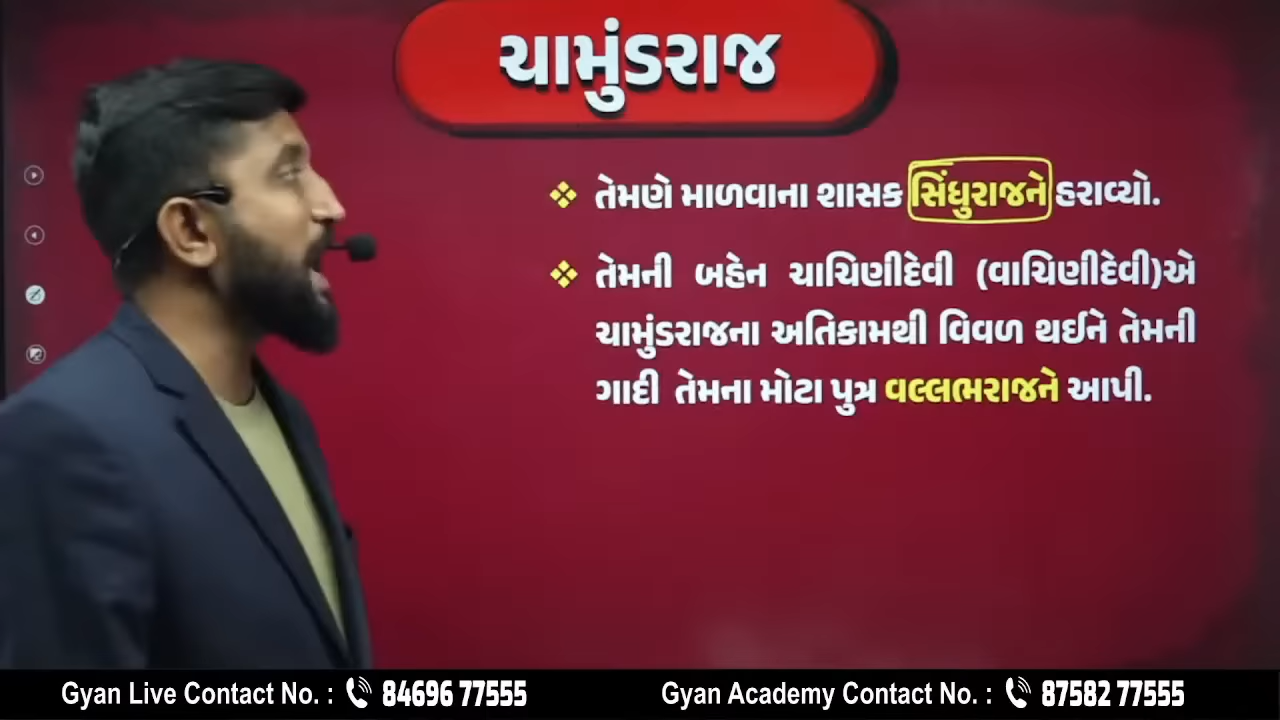 ચામુંડરાજ
❖ તેમણે માળવાના શાસક સિંધુરાજને હરાવ્યો.
❖ તેમની બહેન ચાચિણીદેવી (વાચિણીદેવી)એ
ચામુંડરાજના અતિકામથી વિવળ થઈને તેમની
ગાદી તેમના મોટા પુત્ર વલ્લભરાજને આપી.
Gyan Live Contact No. : 84696 77555
Gyan Academy Contact No. : 87582 77555